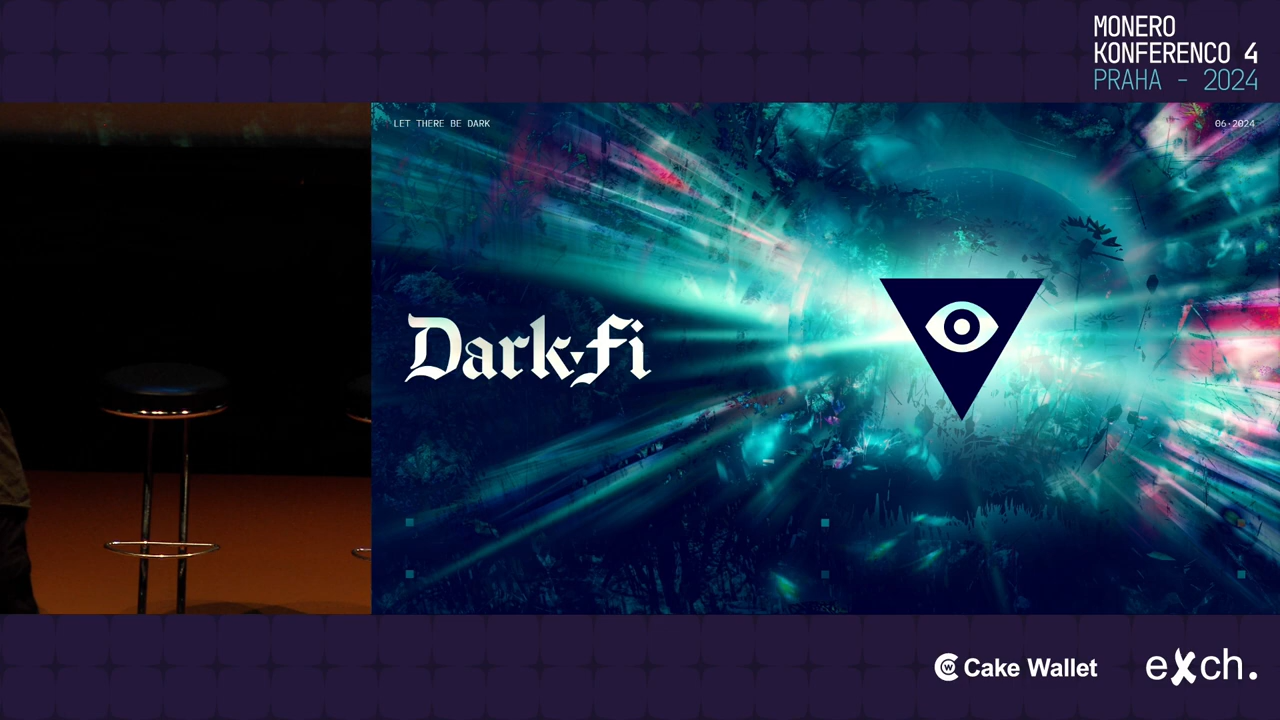 MONERO
KONFERENCO 4
PRAHA - 2024
LET THERE BE DARK
06·2024
Dark·Fi
Cake Wallet
eXch.